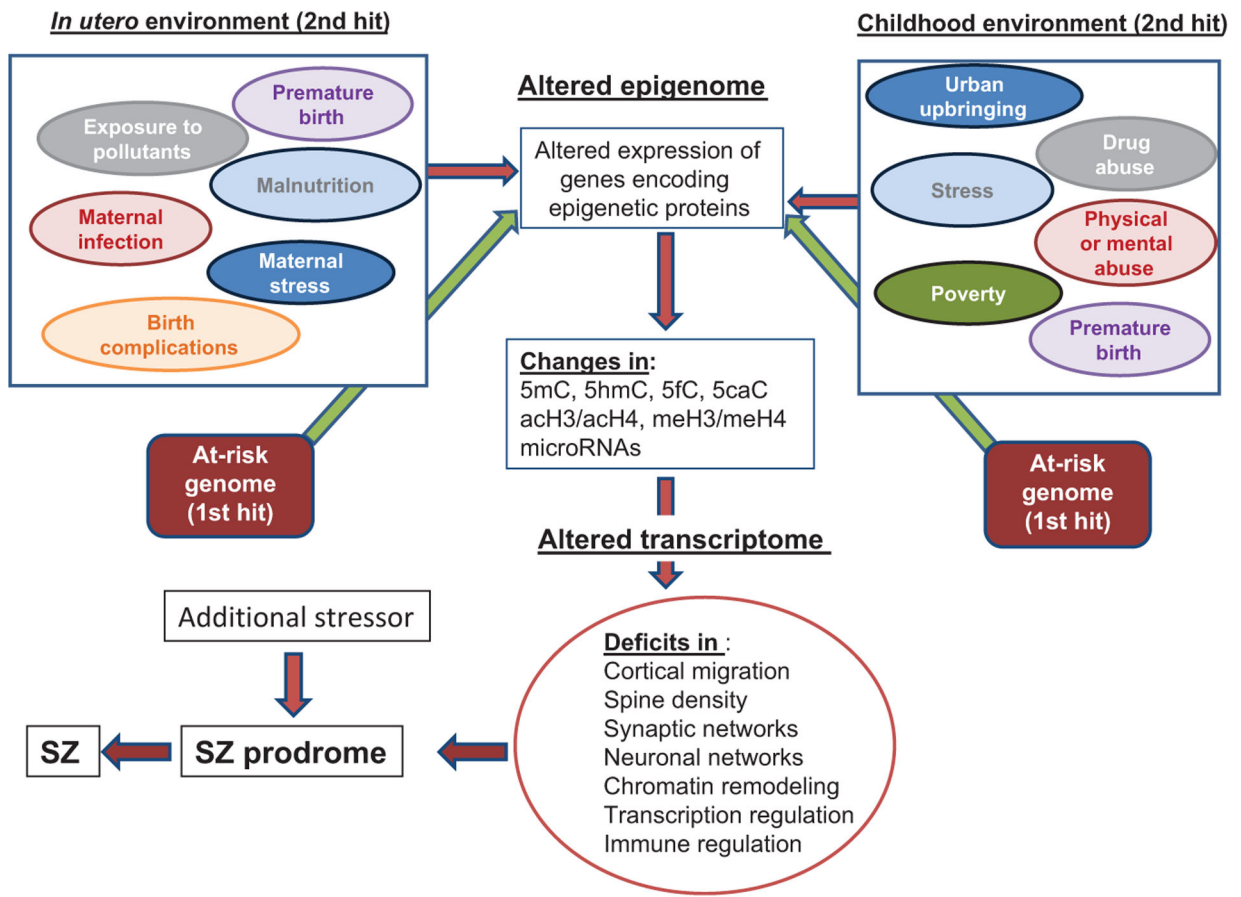 In utero environment (2nd hit)
Premature
birth
Exposure to
pollutants
Malnutrition
Maternal
infection
Maternal
stress
Birth
complications
At-risk
genome
(1st hit)
Altered epigenome
Altered expression of
genes encoding
epigenetic proteins
Changes in:
5mC, 5hmC, 5fC, 5caC
acH3/acH4, meH3/meH4
microRNAs
Childhood environment (2nd hit)
Urban
upbringing
Drug
abuse
Stress
Physical
or mental
abuse
Poverty
Premature
birth
At-risk
genome
(1st hit)
Altered transcriptome
Deficits in :
Cortical migration
Spine density
Synaptic networks
Neuronal networks
Chromatin remodeling
Transcription regulation
Immune regulation
Additional stressor
SZ prodrome
SZ